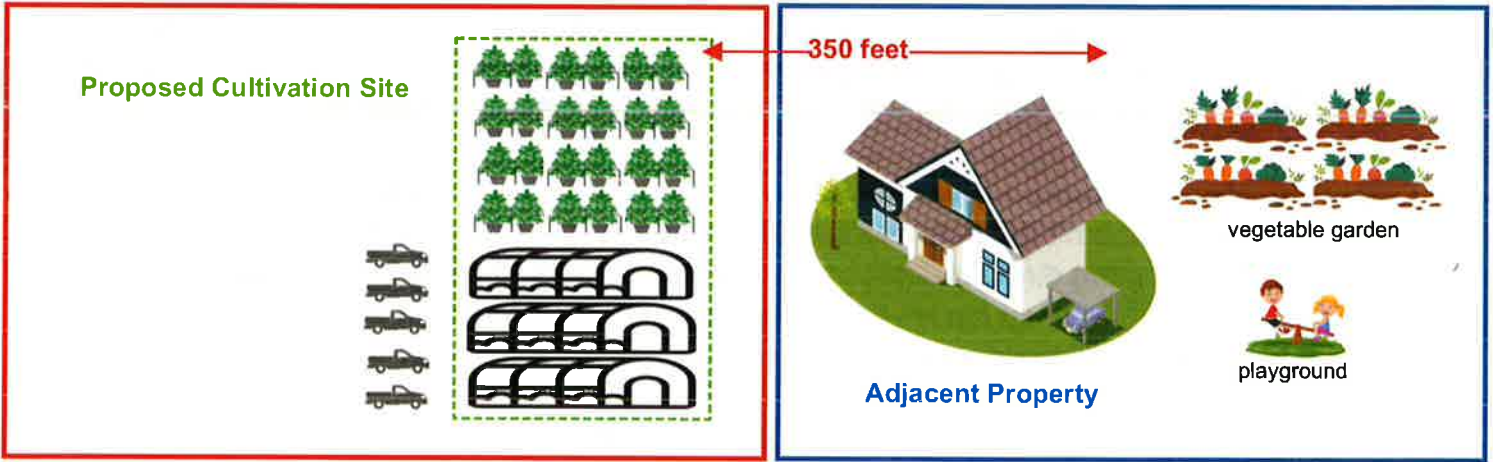 350 feet
Proposed Cultivation Site
vegetable garden
playground
Adjacent Property